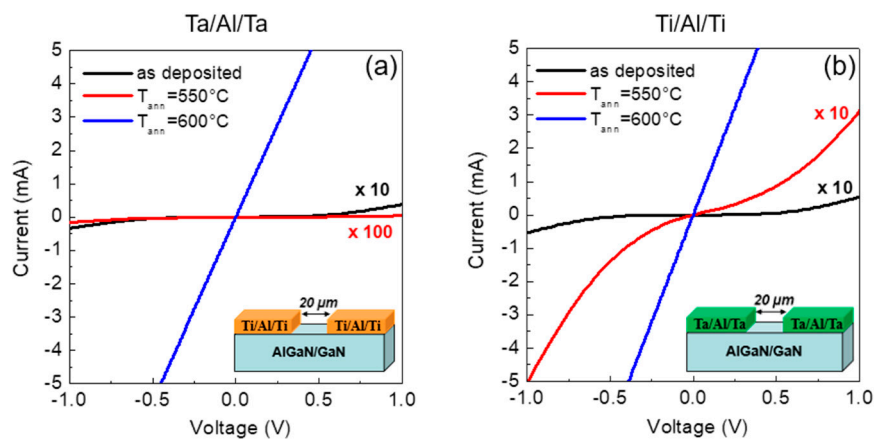 Ta/Al/Ta
(a)
as deposited
T_ann=550°C
T_ann=600°C
x 10
x 100
5
4
3
2
1
0
-1
-2
-3
-4
-5
Current (mA)
20 µm
Ti/Al/Ti Ti/Al/Ti
AlGaN/GaN
-1.0 -0.5 0.0 0.5 1.0
Voltage (V)
Ti/Al/Ti
(b)
as deposited
T_ann=550°C
T_ann=600°C
x 10
x 10
5
4
3
2
1
0
-1
-2
-3
-4
-5
Current (mA)
20 µm
Ta/Al/Ta Ta/Al/Ta
AlGaN/GaN
-1.0 -0.5 0.0 0.5 1.0
Voltage (V)